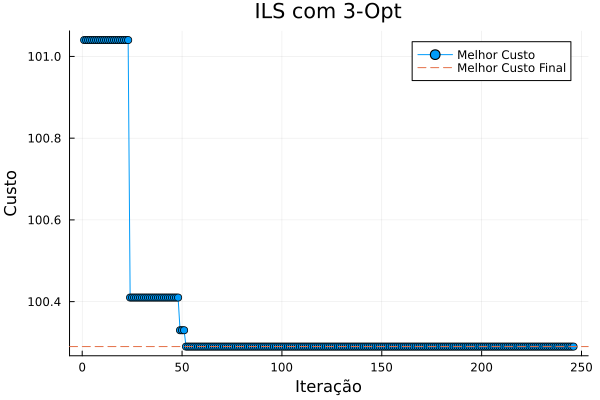 ILS com 3-Opt
Melhor Custo
Melhor Custo Final
Custo
101.0
100.8
100.6
100.4
0
50
100
150
200
250
Iteração